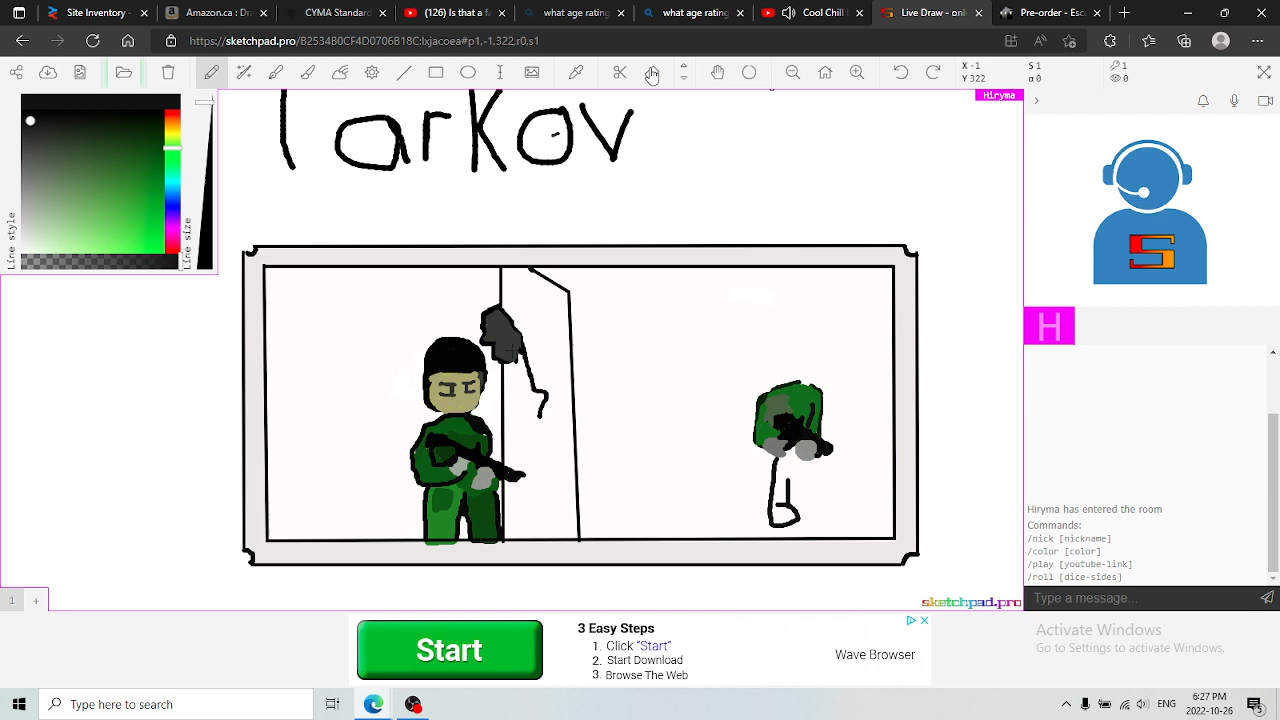 Site Inventory -
Amazon.ca : D
CYMA Standard
(126) Is that a f
what age rating
what age rating
Cool Chill
Live Draw - onl
Pre-order - Esc
https://sketchpad.pro/B2534B0CF4D0706B18C:lxjacoea#p1,-1,322,r0,s1
X -1
Y 322
S 1
α 0
1
0
Line style
Line size
Hiryma
Tarkov
S
H
Hiryma has entered the room
Commands:
/nick [nickname]
/color [color]
/play [youtube-link]
/roll [dice-sides]
1 +
sketchpad.pro
Type a message...
Start
3 Easy Steps
1. Click "Start"
2. Start Download
3. Browse The Web
Wave Browser
Activate Windows
Go to Settings to activate Windows.
Type here to search
ENG
6:27 PM
2022-10-26
5